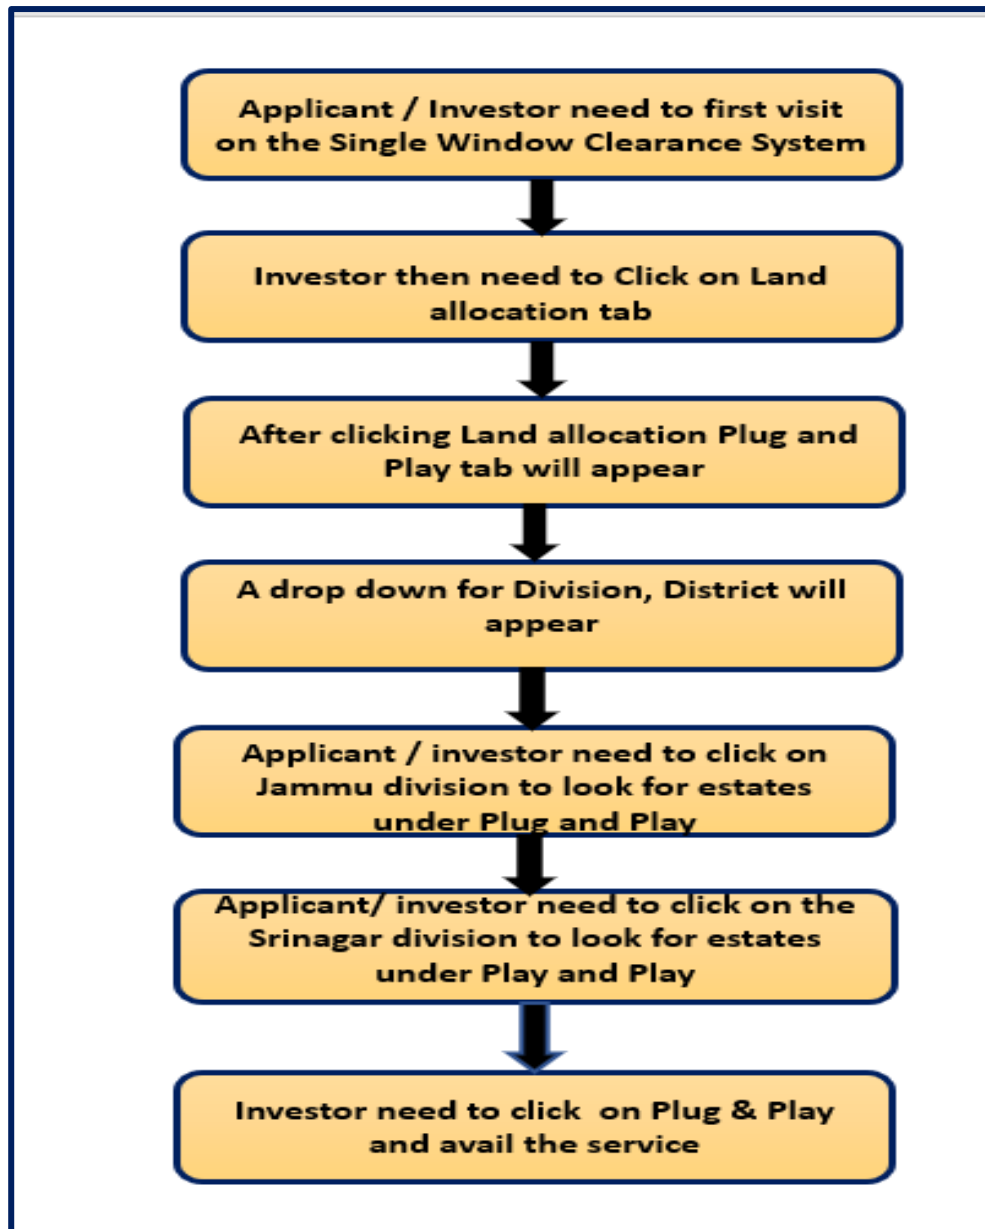 Applicant / Investor need to first visit
on the Single Window Clearance System
Investor then need to Click on Land
allocation tab
After clicking Land allocation Plug and
Play tab will appear
A drop down for Division, District will
appear
Applicant / investor need to click on
Jammu division to look for estates
under Plug and Play
Applicant/ investor need to click on the
Srinagar division to look for estates
under Play and Play
Investor need to click on Plug & Play
and avail the service